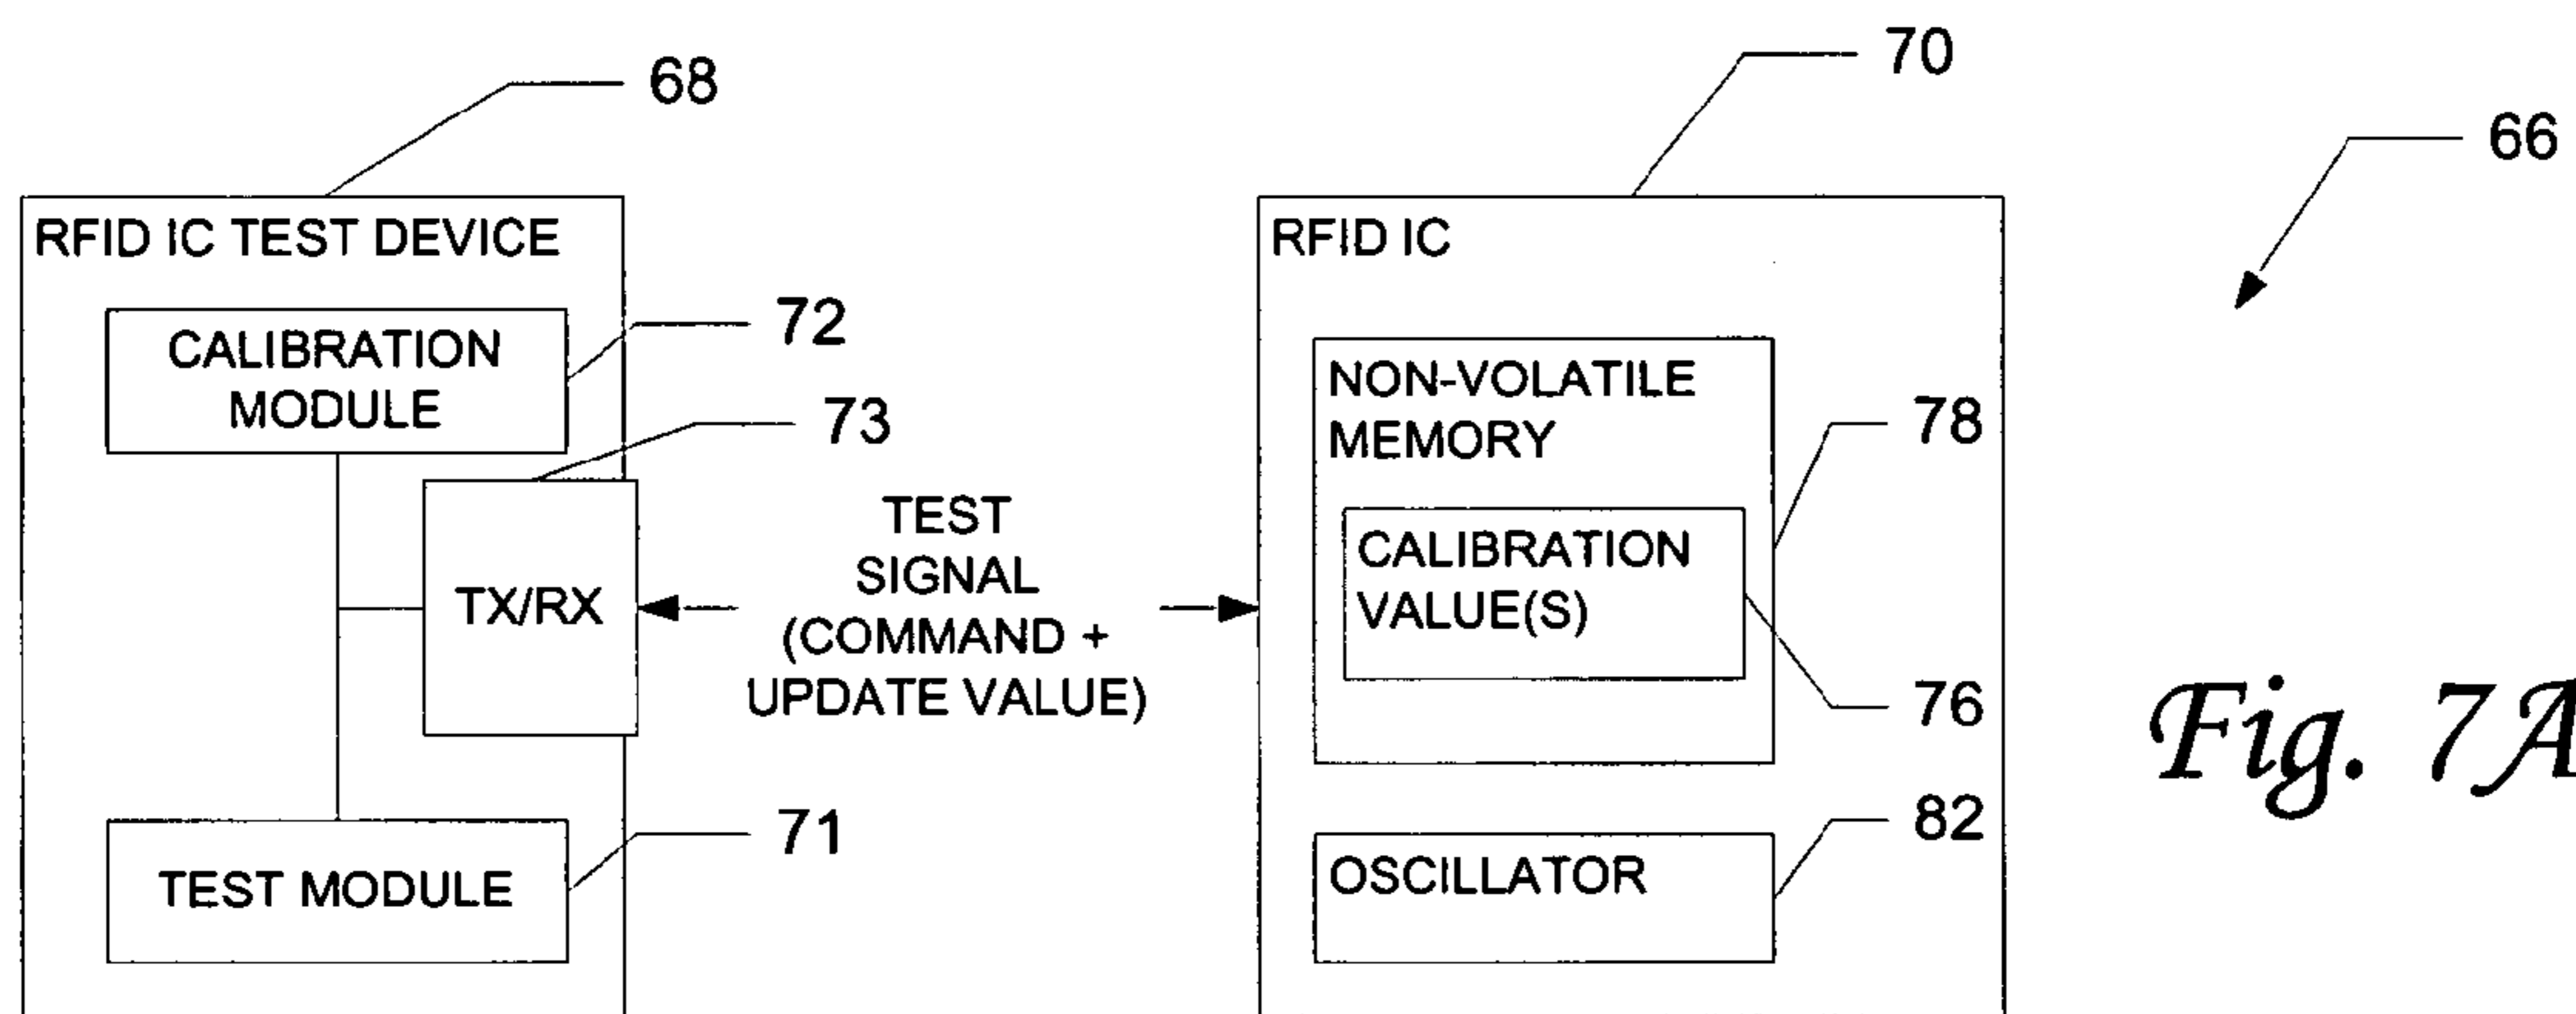 68
70
66
RFID IC TEST DEVICE
CALIBRATION
MODULE
72
73
TX/RX
TEST MODULE
71
TEST
SIGNAL
(COMMAND +
UPDATE VALUE)
RFID IC
NON-VOLATILE
MEMORY
78
CALIBRATION
VALUE(S)
76
OSCILLATOR
82
Fig. 7A